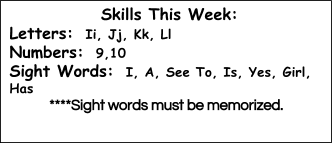 Skills This Week:
Letters: Ii, Jj, Kk, Ll
Numbers: 9,10
Sight Words: I, A, See To, Is, Yes, Girl,
Has
****Sight words must be memorized.